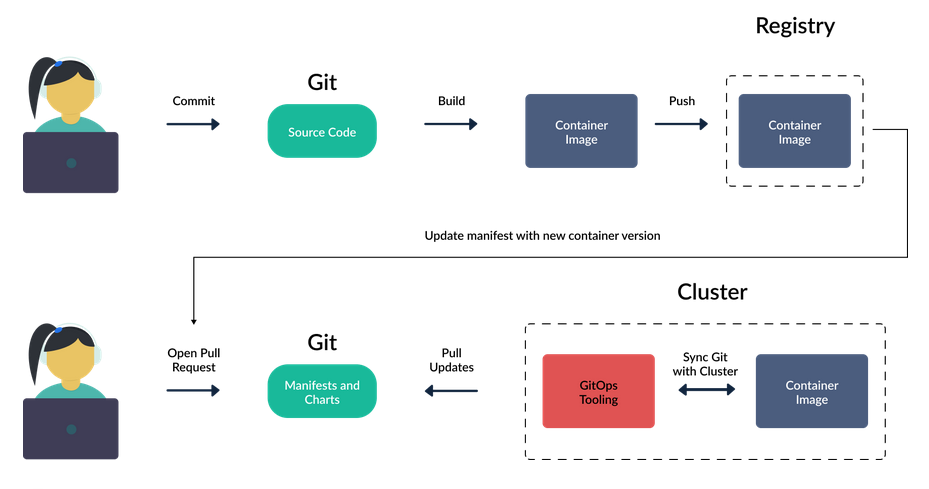 Registry
Git
Commit
Source Code
Build
Container
Image
Push
Container
Image
Update manifest with new container version
Cluster
Git
Open Pull
Request
Manifests and
Charts
Pull
Updates
GitOps
Tooling
Sync Git
with Cluster
Container
Image